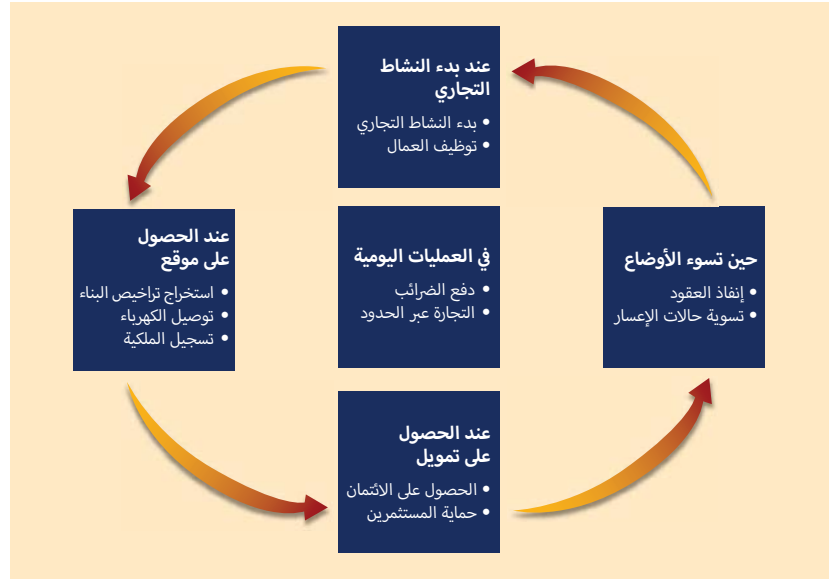 عند بدء النشاط
التجاري
• بدء النشاط التجاري
• توظيف العمال
حين تسوء الأوضاع
• إنفاذ العقود
• تسوية حالات الإعسار
في العمليات اليومية
• دفع الضرائب
• التجارة عبر الحدود
عند الحصول
على موقع
• استخراج تراخيص البناء
• توصيل الكهرباء
• تسجيل الملكية
عند الحصول
على تمويل
• الحصول على الائتمان
• حماية المستثمرين